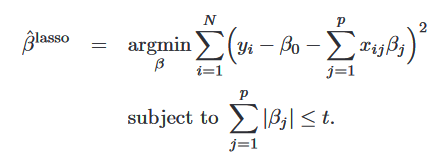 β̂^lasso = argmin_β ∑_{i=1}^{N} (y_i − β_0 − ∑_{j=1}^{p} x_{ij}β_j)^2
subject to ∑_{j=1}^{p} |β_j| ≤ t.